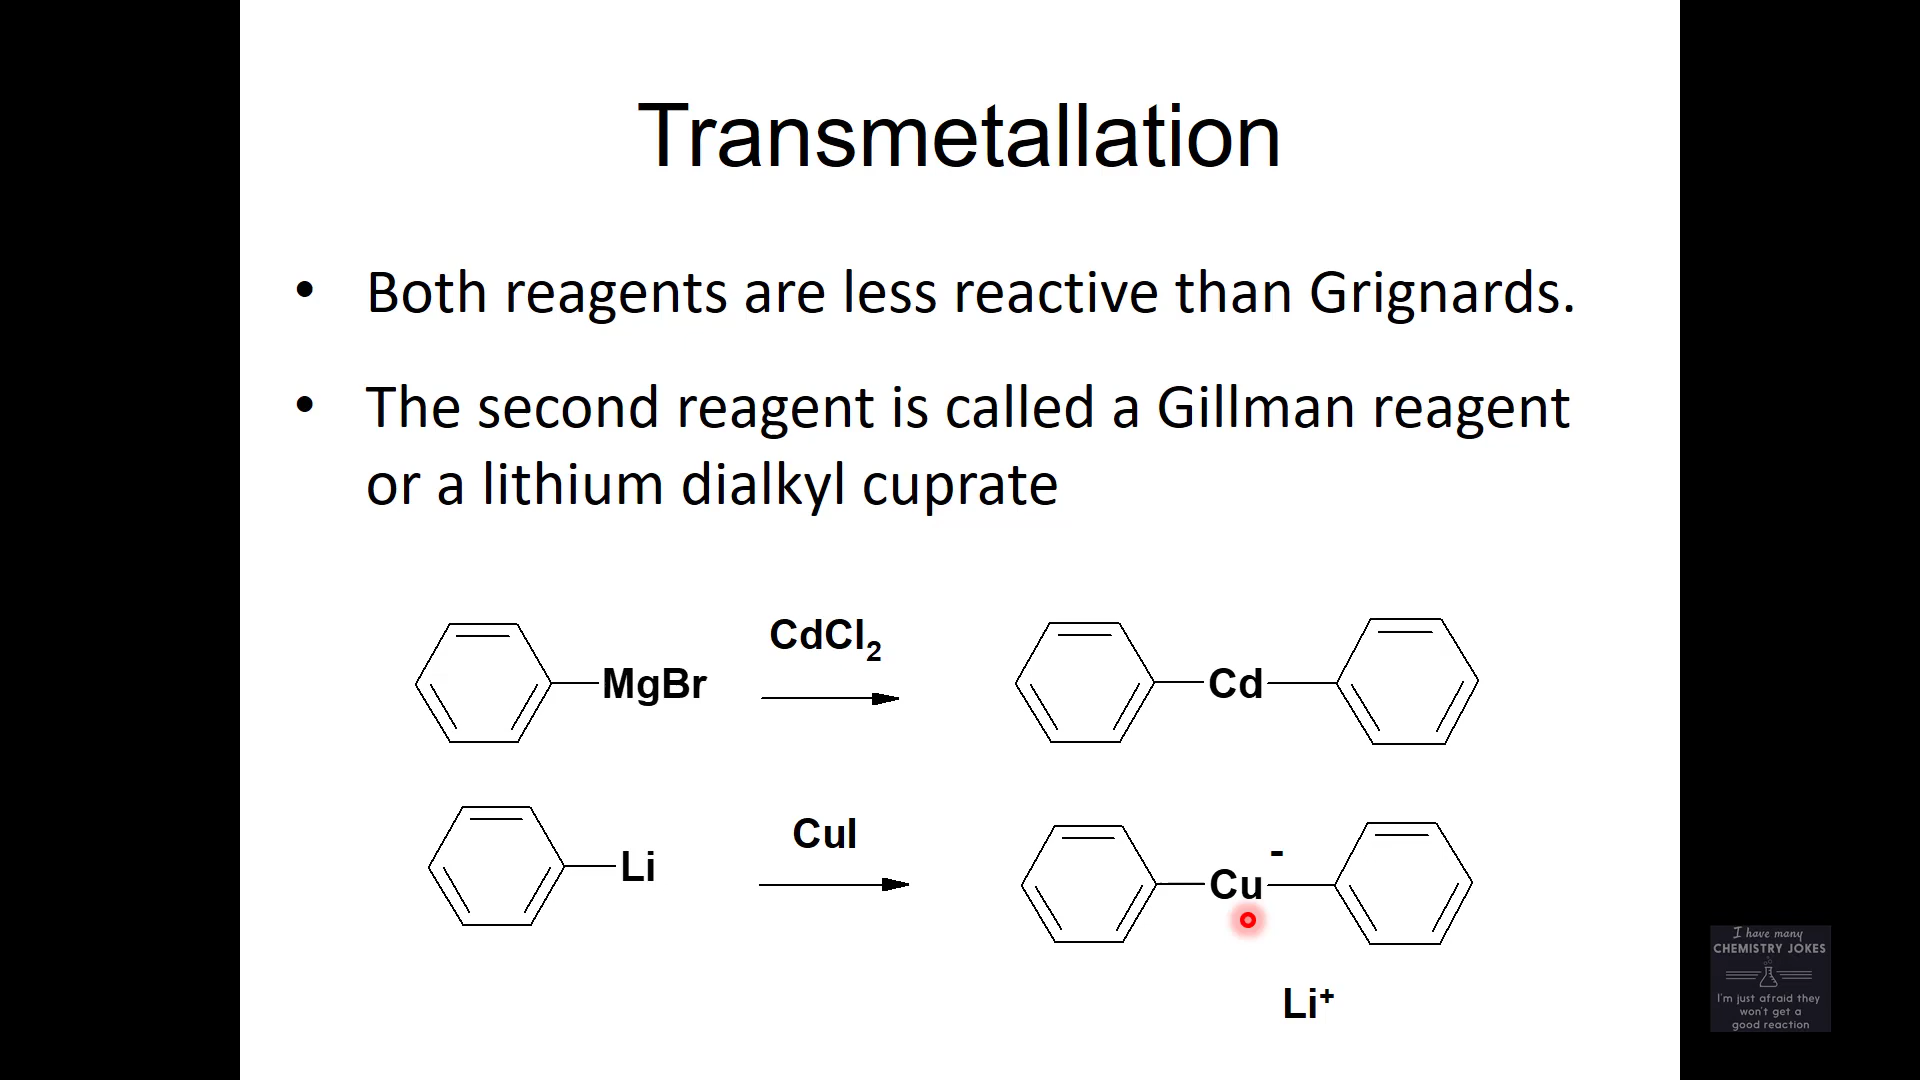 Transmetallation
• Both reagents are less reactive than Grignards.
• The second reagent is called a Gillman reagent
or a lithium dialkyl cuprate
CdCl2
MgBr
Cd
CuI
Li
Cu-
Li+
I have many
CHEMISTRY JOKES
I'm just afraid they
won't get a
good reaction